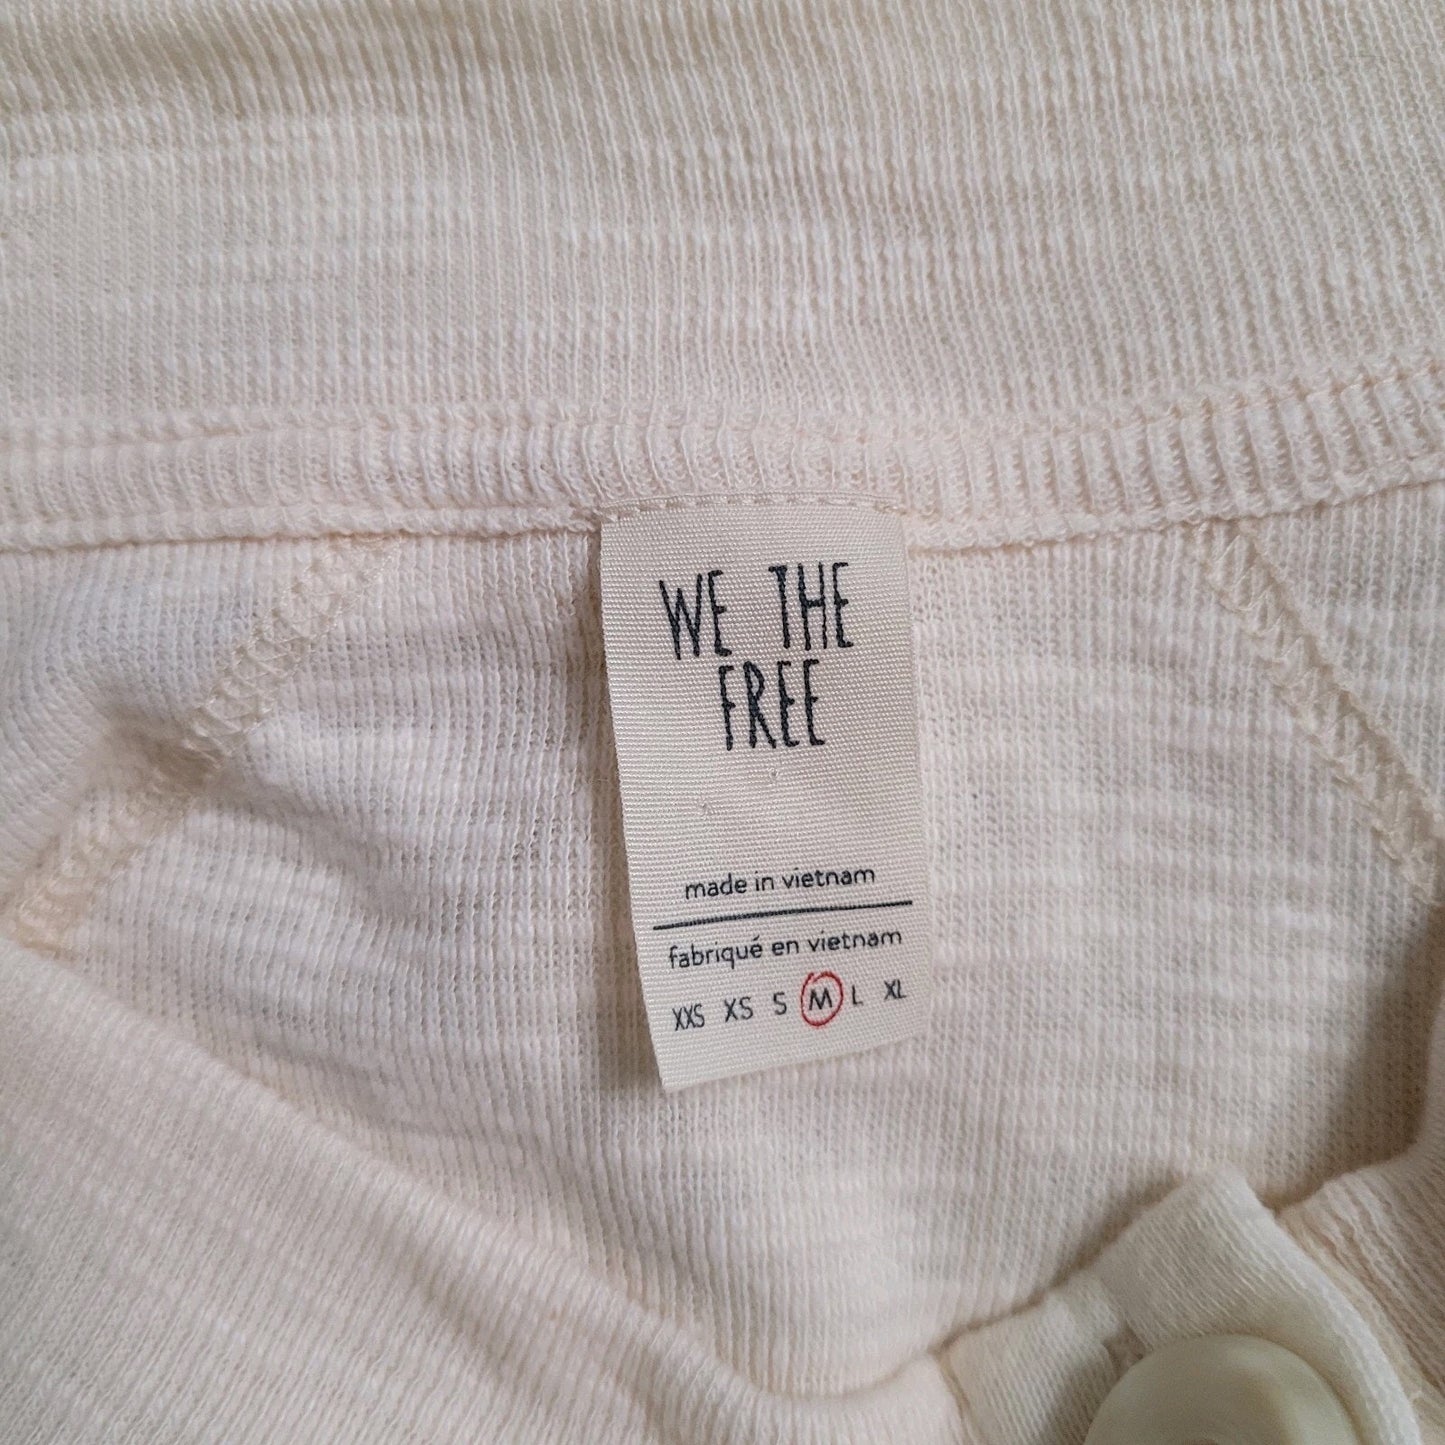 WE THE
FREE
made in vietnam
fabriqué en vietnam
XXS XS S M L XL